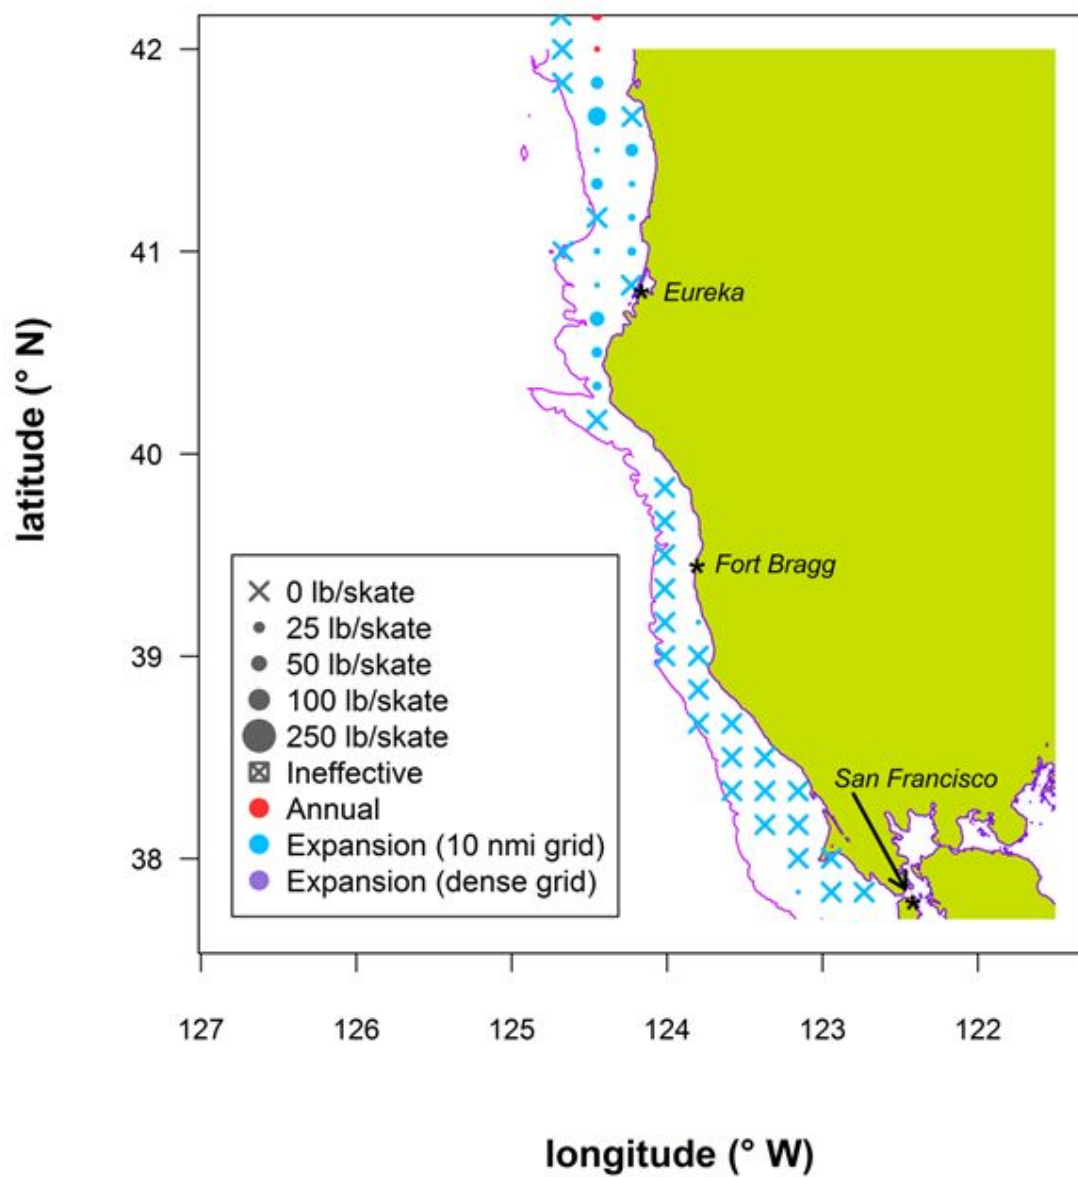 42
41
Eureka
40
latitude (° N)
Fort Bragg
0 lb/skate
25 lb/skate
39
50 lb/skate
100 lb/skate
250 lb/skate
Ineffective
San Francisco
Annual
Expansion (10 nmi grid)
38
Expansion (dense grid)
127 126 125 124 123 122
longitude (° W)